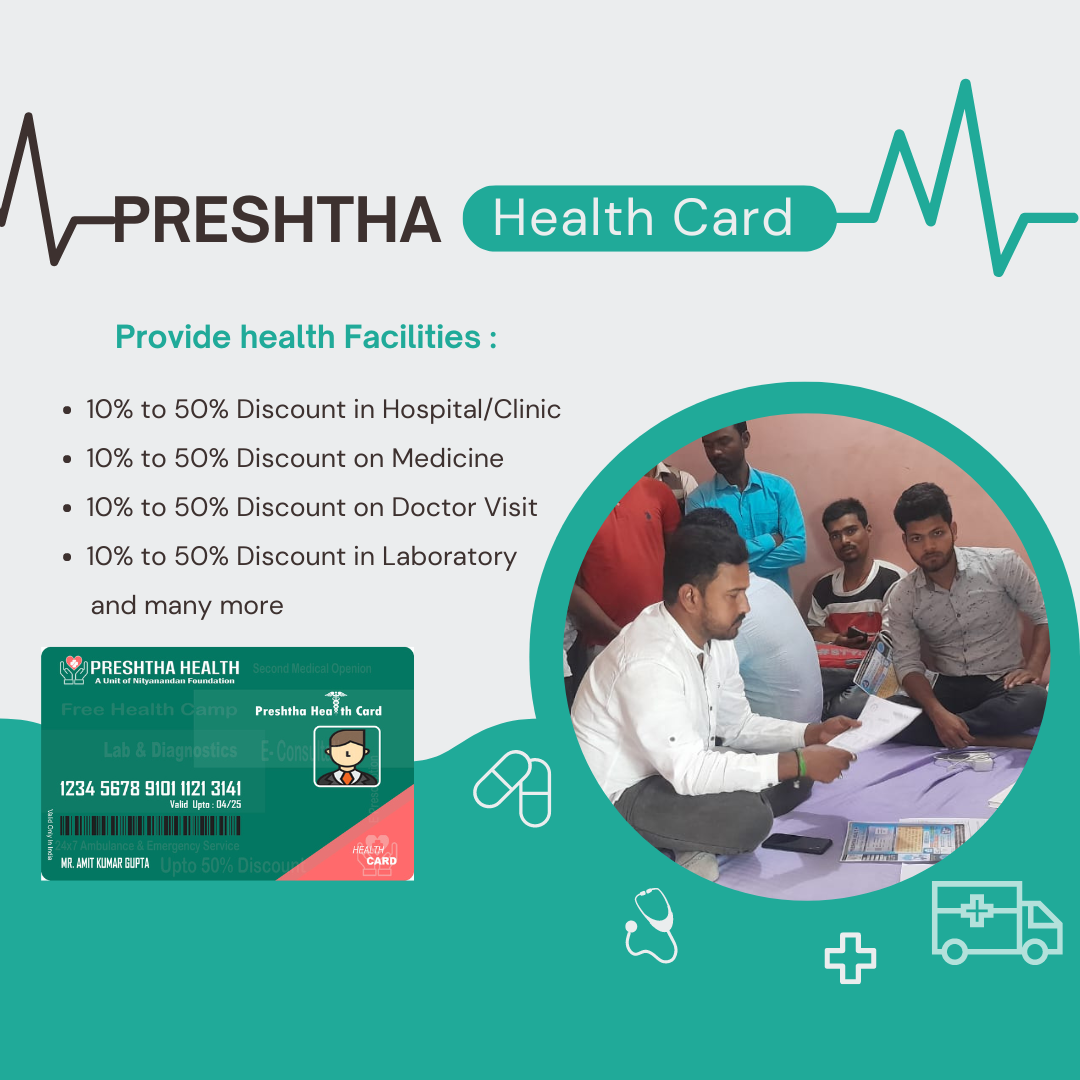 PRESHTHA Health Card
Provide health Facilities :
• 10% to 50% Discount in Hospital/Clinic
• 10% to 50% Discount on Medicine
• 10% to 50% Discount on Doctor Visit
• 10% to 50% Discount in Laboratory
and many more
PRESHTHA HEALTH
A Unit of Nityanandan Foundation
Second Medical Openion
Free Health Camp
Preshtha Health Card
Lab & Diagnostics
1234 5678 9101 1121 3141
Valid Upto : 04/25
Valid Only in India
24x7 Ambulance & Emergency Service
MR. AMIT KUMAR GUPTA
Upto 50% Discount
HEALTH
CARD